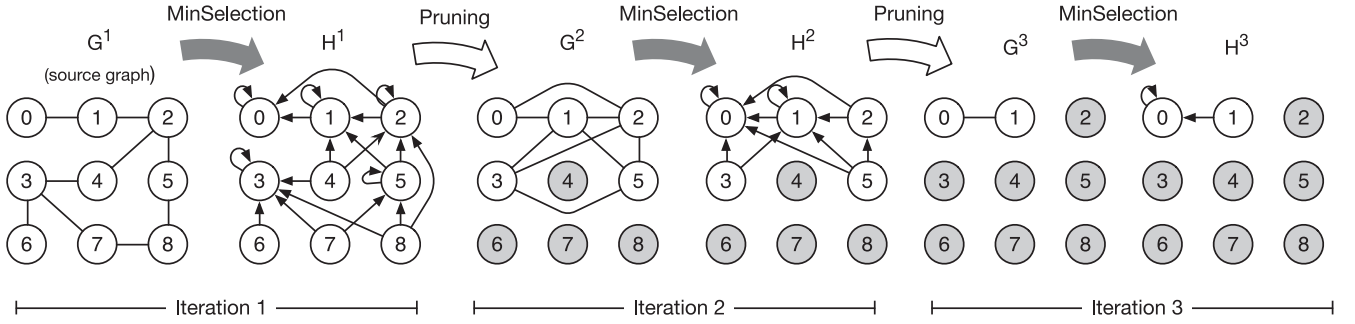 MinSelection Pruning MinSelection Pruning MinSelection
G¹ H¹ G² H² G³ H³
(source graph)
0 1 2 0 1 2 0 1 2 0 1 2 0 1 2 0 1 2
3 4 5 3 4 5 3 4 5 3 4 5 3 4 5 3 4 5
6 7 8 6 7 8 6 7 8 6 7 8 6 7 8 6 7 8
Iteration 1 Iteration 2 Iteration 3